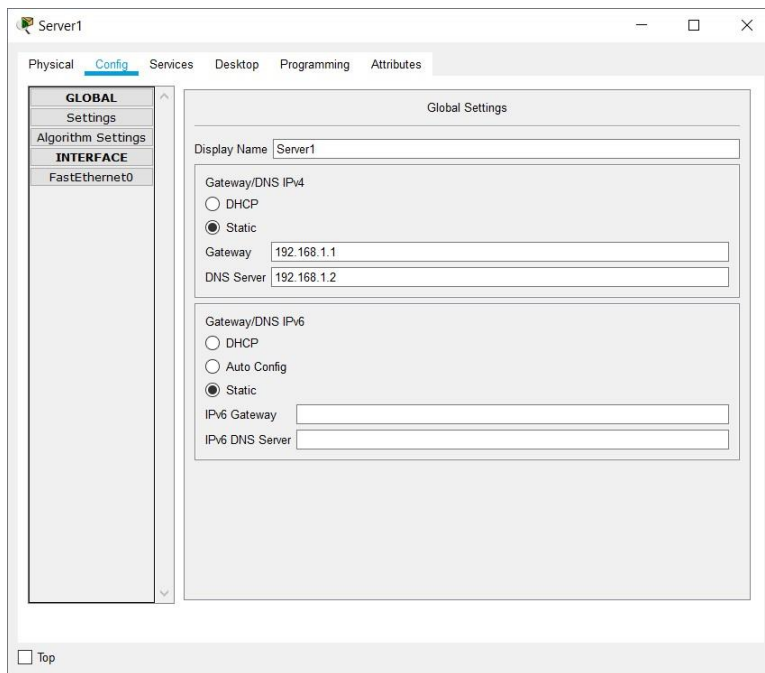 Server1
Physical Config Services Desktop Programming Attributes
GLOBAL
Settings
Algorithm Settings
INTERFACE
FastEthernet0
Global Settings
Display Name Server1
Gateway/DNS IPv4
DHCP
Static
Gateway 192.168.1.1
DNS Server 192.168.1.2
Gateway/DNS IPv6
DHCP
Auto Config
Static
IPv6 Gateway
IPv6 DNS Server
Top